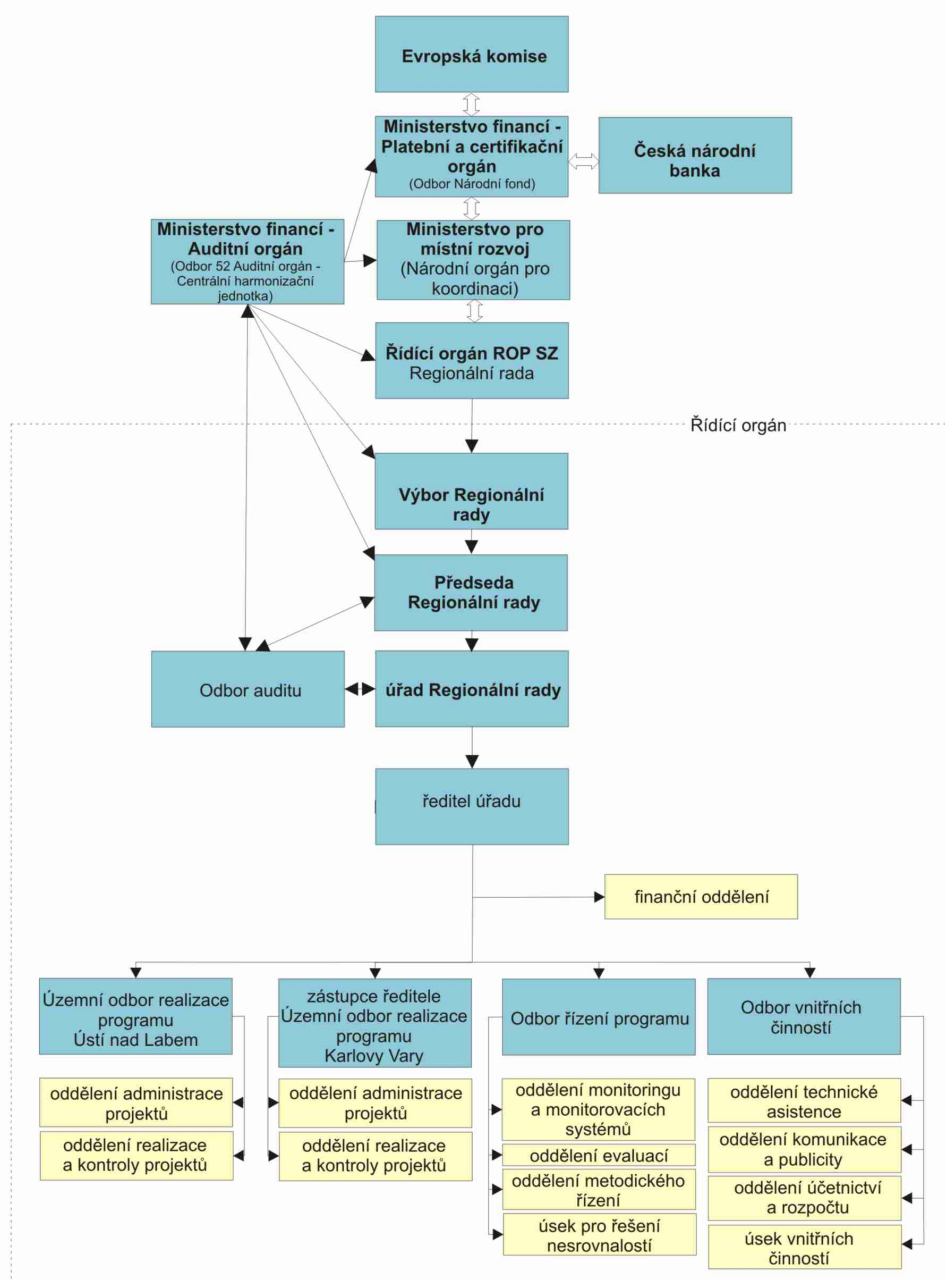 Evropská komise
Ministerstvo financí -
Platební a certifikační
orgán
(Odbor Národní fond)
Česká národní
banka
Ministerstvo financí -
Auditní orgán
(Odbor 52 Auditní orgán -
Centrální harmonizační
jednotka)
Ministerstvo pro
místní rozvoj
(Národní orgán pro
koordinaci)
Řídící orgán ROP SZ
Regionální rada
Řídící orgán
Výbor Regionální
rady
Předseda
Regionální rady
Odbor auditu
úřad Regionální rady
ředitel úřadu
finanční oddělení
Územní odbor realizace
programu
Ústí nad Labem
oddělení administrace
projektů
oddělení realizace
a kontroly projektů
zástupce ředitele
Územní odbor realizace
programu
Karlovy Vary
oddělení administrace
projektů
oddělení realizace
a kontroly projektů
Odbor řízení programu
oddělení monitoringu
a monitorovacích
systémů
oddělení evaluací
oddělení metodického
řízení
úsek pro řešení
nesrovnalostí
Odbor vnitřních
činností
oddělení technické
asistence
oddělení komunikace
a publicity
oddělení účetnictví
a rozpočtu
úsek vnitřních
činností